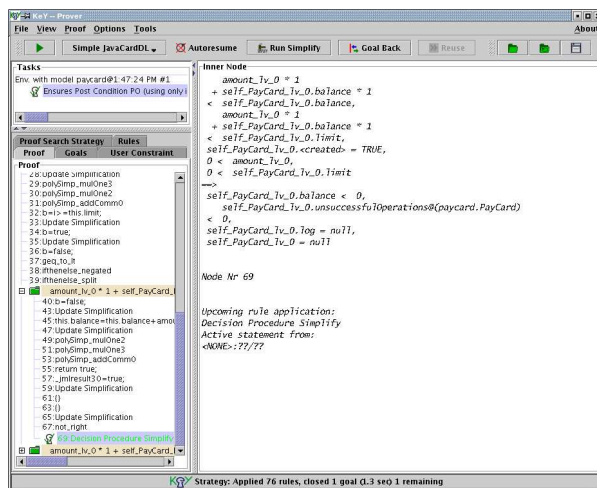 KeY -- Prover
File View Proof Options Tools About
Simple JavaCardDL Autoresume Run Simplify Goal Back Reuse
Tasks
Env. with model paycard@1:47:24 PM #1
Ensures Post Condition PO (using only i
Proof Search Strategy Rules
Proof Goals User Constraint
Proof
28:Update Simplification
29:polySimp_mulOne3
30:polySimp_mulOne2
31:polySimp_addComm0
32:b=i>=this.limit;
33:Update Simplification
34:b=true;
35:Update Simplification
36:b=false;
37:geq_to_lt
38:ifthenelse_negated
39:ifthenelse_split
amount_lv_0 * 1 + self_PayCard_l
40:b=false;
43:Update Simplification
45:this.balance=this.balance+amou
47:Update Simplification
49:polySimp_mulOne2
51:polySimp_mulOne3
53:polySimp_addComm0
55:return true;
57:_jmlresult30=true;
59:Update Simplification
61:{}
63:{}
65:Update Simplification
67:not_right
69:Decision Procedure Simplify
amount_lv_0 * 1 + self_PayCard_l
Inner Node
amount_lv_0 * 1
+ self_PayCard_lv_0.balance * 1
< self_PayCard_lv_0.balance,
amount_lv_0 * 1
+ self_PayCard_lv_0.balance * 1
< self_PayCard_lv_0.limit,
self_PayCard_lv_0.<created> = TRUE,
0 < amount_lv_0,
0 < self_PayCard_lv_0.limit
==>
self_PayCard_lv_0.balance < 0,
self_PayCard_lv_0.unsuccessfulOperations@(paycard.PayCard)
< 0,
self_PayCard_lv_0.log = null,
self_PayCard_lv_0 = null
Node Nr 69
Upcoming rule application:
Decision Procedure Simplify
Active statement from:
<NONE>:??/??
KeY Strategy: Applied 76 rules, closed 1 goal (1.3 sec) 1 remaining